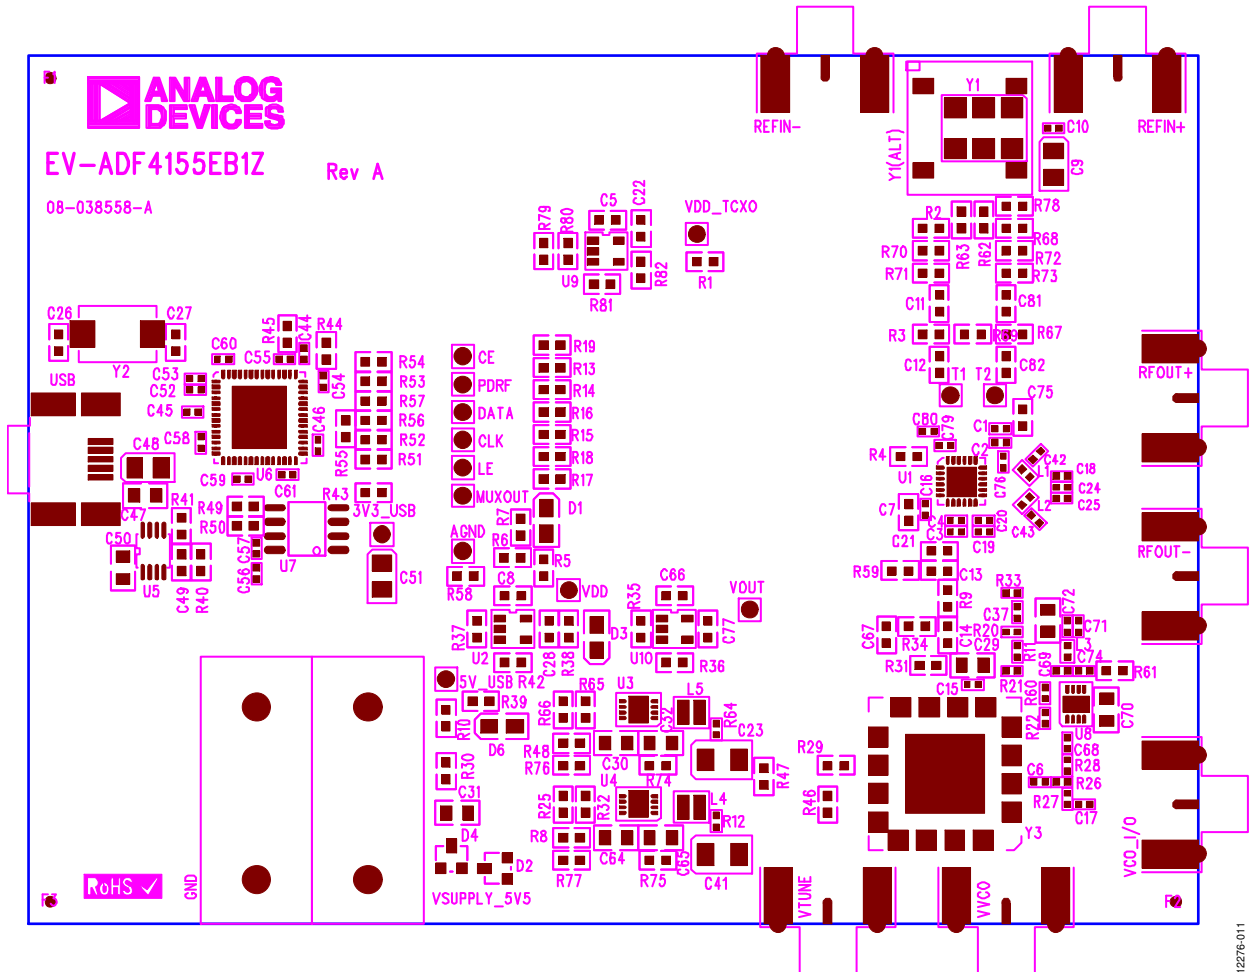 F1
ANALOG
DEVICES
EV-ADF4155EB1Z
Rev A
08-038558-A
REFIN-
Y1
Y1(ALT)
C10
REFIN+
C9
C5
C22
R79
R80
U9
R82
R81
VDD_TCXO
R1
R2
R63
R62
R78
R68
R70
R72
R71
R73
C11
C81
R3
R69
R67
C12
C82
T1
T2
C75
C26
C27
Y2
USB
C60
R45
C44
R44
C55
C54
C53
C52
C45
C58
C46
C59
U6
C61
C48
C47
R41
R49
R50
C50
U5
C49
R40
C57
C56
U7
R43
3V3_USB
C51
R54
R53
R57
R56
R52
R51
R55
CE
PDRF
DATA
CLK
LE
MUXOUT
AGND
R58
R19
R13
R14
R16
R15
R18
R17
D1
R7
R6
R5
C8
VDD
R37
U2
C28
R38
D3
R35
C66
U10
C77
R36
VOUT
C80
C79
C1
C2
R4
U1
C76
C42
L1
L2
C43
C18
C24
C25
C7
C16
C21
C4
C3
C19
C20
R59
C13
R9
C67
R34
C14
R31
C29
C15
R33
C37
R20
R11
R21
C72
C71
L3
C74
C69
R61
R60
R22
U8
C70
C68
R28
C6
R26
R27
C17
Y3
RFOUT+
RFOUT-
VCO_I/O
5V
USB
R42
R39
R10
D6
R30
C31
D4
D2
VSUPPLY_5V5
R66
R65
U3
C32
L5
R64
C23
R48
R76
C30
R74
U4
R47
R25
R32
L4
R12
R8
C64
C65
R77
R75
C41
R29
R46
GND
RoHS
F3
VTUNE
VVCO
F2
12276-011